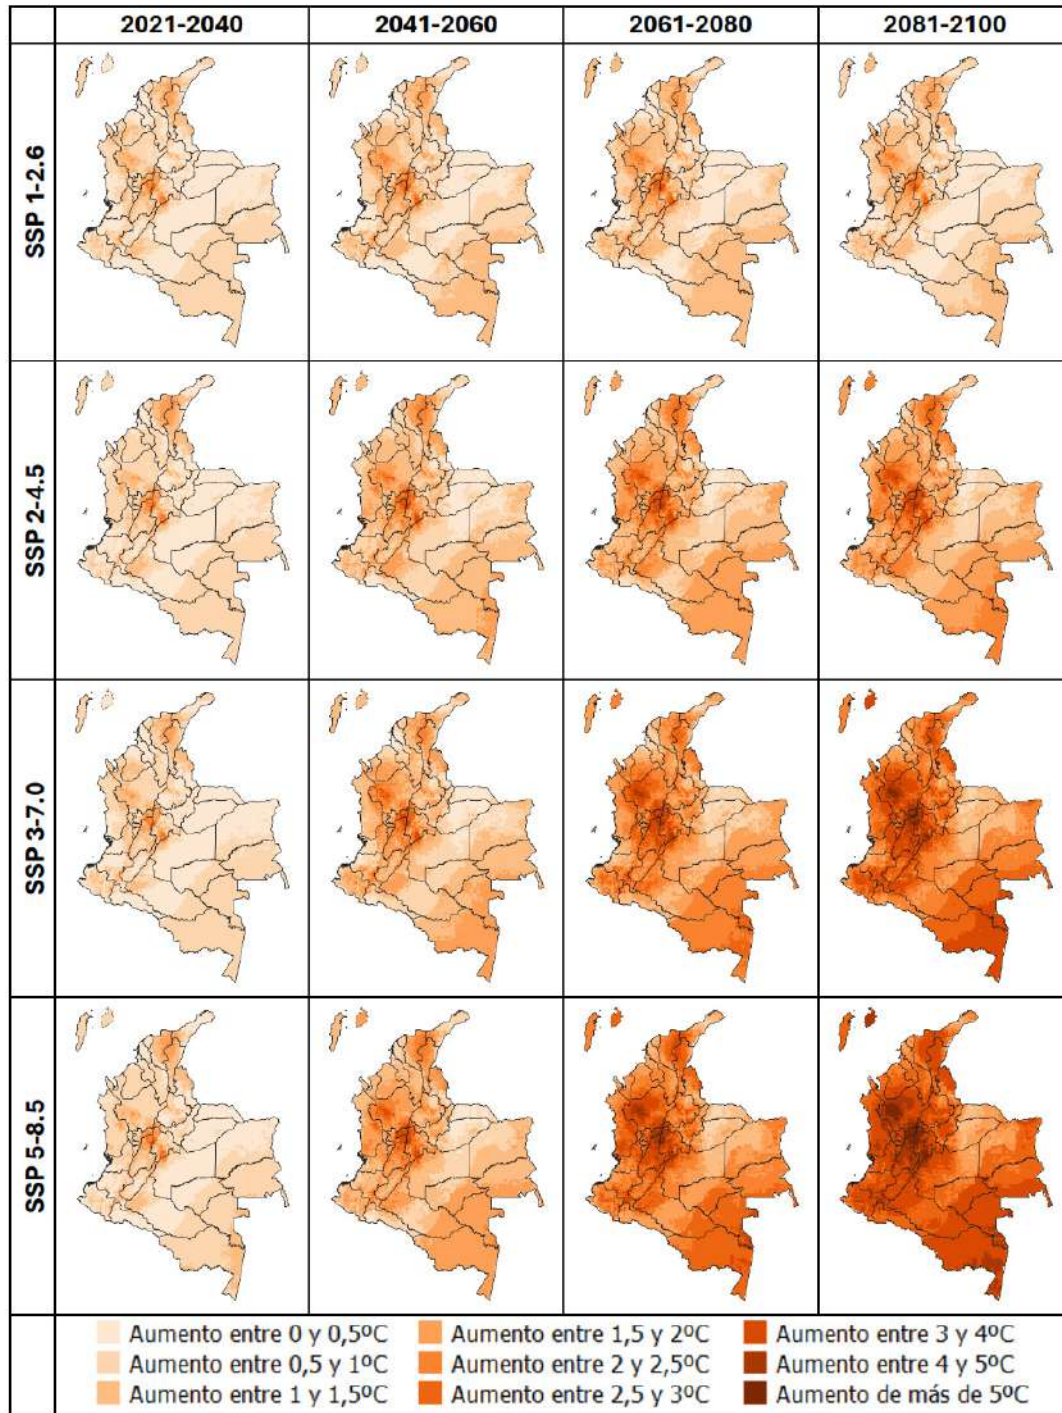 2021-2040 2041-2060 2061-2080 2081-2100
SSP 1-2.6
SSP 2-4.5
SSP 3-7.0
SSP 5-8.5
Aumento entre 0 y 0,5ºC Aumento entre 1,5 y 2ºC Aumento entre 3 y 4ºC
Aumento entre 0,5 y 1ºC Aumento entre 2 y 2,5ºC Aumento entre 4 y 5ºC
Aumento entre 1 y 1,5ºC Aumento entre 2,5 y 3ºC Aumento de más de 5ºC